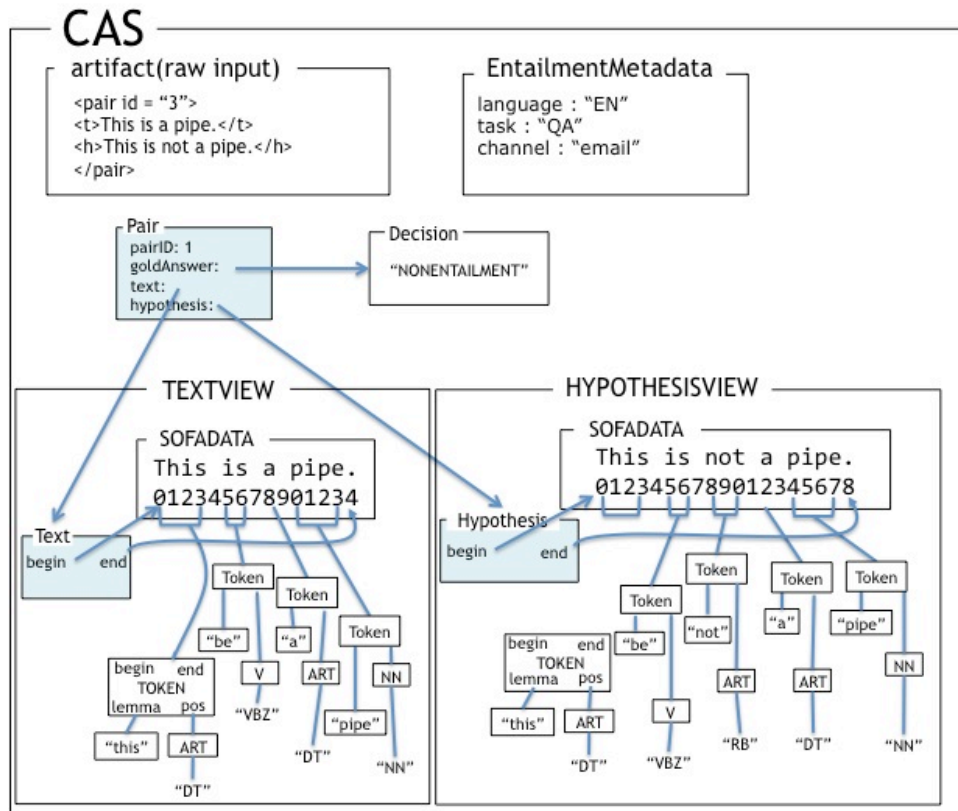 CAS
artifact(raw input)
<pair id = “3”>
<t>This is a pipe.</t>
<h>This is not a pipe.</h>
</pair>
EntailmentMetadata
language : “EN”
task : “QA”
channel : “email”
Pair
pairID: 1
goldAnswer:
text:
hypothesis:
Decision
“NONENTAILMENT”
TEXTVIEW
SOFADATA
This is a pipe.
012345678901234
Text
begin end
Token
Token
Token
“be”
“a”
begin end
TOKEN
lemma pos
V
ART
NN
“this”
ART
“VBZ”
“pipe”
“DT”
“DT”
“NN”
HYPOTHESISVIEW
SOFADATA
This is not a pipe.
0123456789012345678
Hypothesis
begin end
Token
Token
Token
Token
“be”
“not”
“a”
“pipe”
begin end
TOKEN
lemma pos
V
ART
ART
NN
“this”
ART
“DT”
“VBZ”
“RB”
“DT”
“NN”